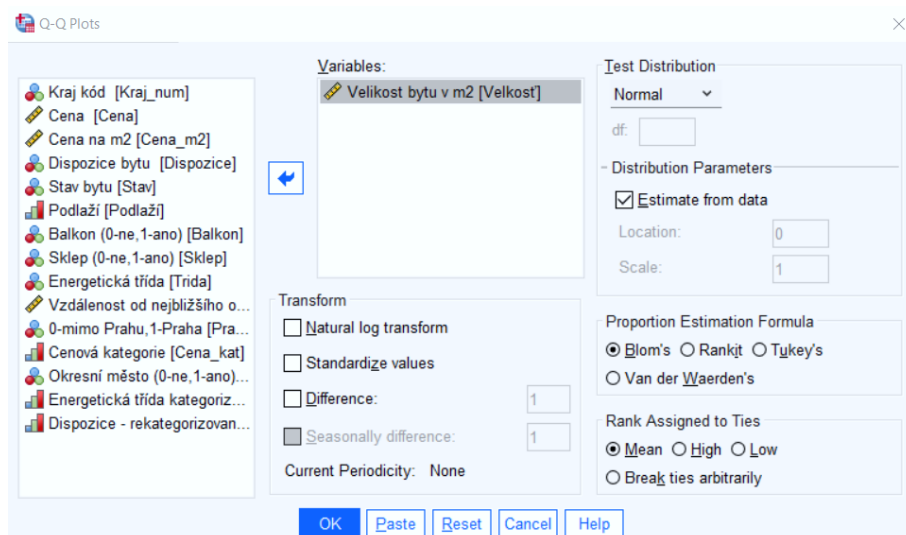 Q-Q Plots
Kraj kód [Kraj_num]
Cena [Cena]
Cena na m2 [Cena_m2]
Dispozice bytu [Dispozice]
Stav bytu [Stav]
Podlaží [Podlaží]
Balkon (0-ne,1-ano) [Balkon]
Sklep (0-ne,1-ano) [Sklep]
Energetická třída [Trida]
Vzdálenost od nejbližšího o...
0-mimo Prahu,1-Praha [Pra...
Cenová kategorie [Cena_kat]
Okresní město (0-ne,1-ano)...
Energetická třída kategoriz...
Dispozice - rekategorizovan...
Variables:
Velikost bytu v m2 [Velkosť]
Transform
Natural log transform
Standardize values
Difference: 1
Seasonally difference: 1
Current Periodicity: None
Test Distribution
Normal
df:
Distribution Parameters
Estimate from data
Location: 0
Scale: 1
Proportion Estimation Formula
Blom's Rankit Tukey's
Van der Waerden's
Rank Assigned to Ties
Mean High Low
Break ties arbitrarily
OK Paste Reset Cancel Help